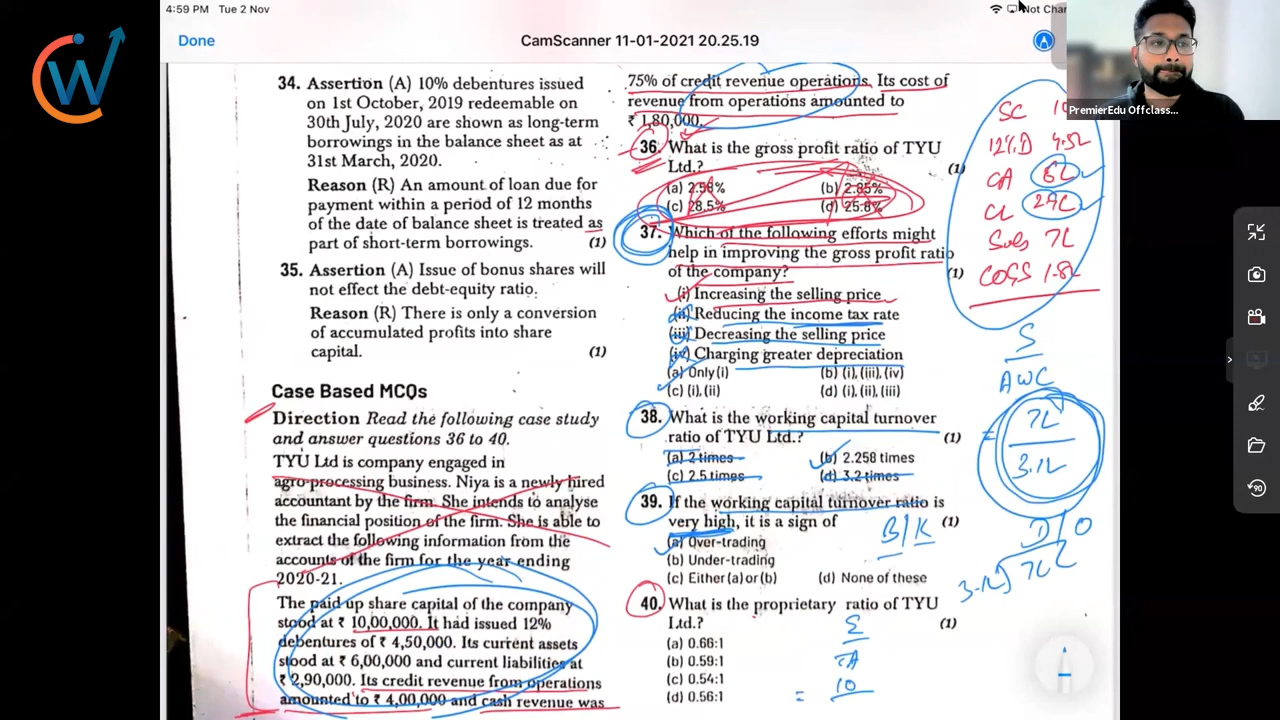 4:59 PM Tue 2 Nov
Done
CamScanner 11-01-2021 20.25.19
PremierEdu Offclass...
34. Assertion (A) 10% debentures issued
on 1st October, 2019 redeemable on
30th July, 2020 are shown as long-term
borrowings in the balance sheet as at
31st March, 2020.
Reason (R) An amount of loan due for
payment within a period of 12 months
of the date of balance sheet is treated as
part of short-term borrowings. (1)
35. Assertion (A) Issue of bonus shares will
not effect the debt-equity ratio.
Reason (R) There is only a conversion
of accumulated profits into share
capital. (1)
Case Based MCQs
Direction Read the following case study
and answer questions 36 to 40.
TYU Ltd is company engaged in
agro-processing business. Niya is a newly hired
accountant by the firm. She intends to analyse
the financial position of the firm. She is able to
extract the following information from the
accounts of the firm for the year ending
2020-21.
The paid up share capital of the company
stood at ₹ 10,00,000. It had issued 12%
debentures of ₹ 4,50,000. Its current assets
stood at ₹ 6,00,000 and current liabilities at
₹ 2,90,000. Its credit revenue from operations
amounted to ₹ 4,00,000 and cash revenue was
75% of credit revenue operations. Its cost of
revenue from operations amounted to
₹ 1,80,000.
36. What is the gross profit ratio of TYU
Ltd.? (1)
(a) 2.58% (b) 2.85%
(c) 28.5% (d) 25.8%
37. Which of the following efforts might
help in improving the gross profit ratio
of the company? (1)
(i) Increasing the selling price
(ii) Reducing the income tax rate
(iii) Decreasing the selling price
(iv) Charging greater depreciation
(a) Only (i) (b) (i), (iii), (iv)
(c) (i), (ii) (d) (i), (ii), (iii)
38. What is the working capital turnover
ratio of TYU Ltd.? (1)
(a) 2 times (b) 2.258 times
(c) 2.5 times (d) 3.2 times
39. If the working capital turnover ratio is
very high, it is a sign of (1)
(a) Over-trading
(b) Under-trading
(c) Either (a) or (b) (d) None of these
40. What is the proprietary ratio of TYU
Ltd.? (1)
(a) 0.66:1
(b) 0.59:1
(c) 0.54:1
(d) 0.56:1
SC
12% D 4.5L
CA 6L
CL 2.9L
Sales 7L
COGS 1.8L
S
AWC
= 7L
3.1L
D/O
3.1L 7L
B/K
E
TA
= 10
90